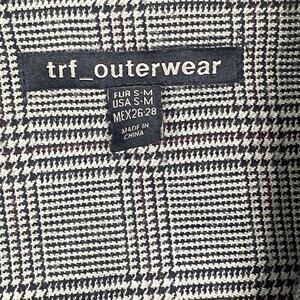 trf_outerwear
EUR S-M
USA S-M
MEX 26-28
MADE IN
CHINA